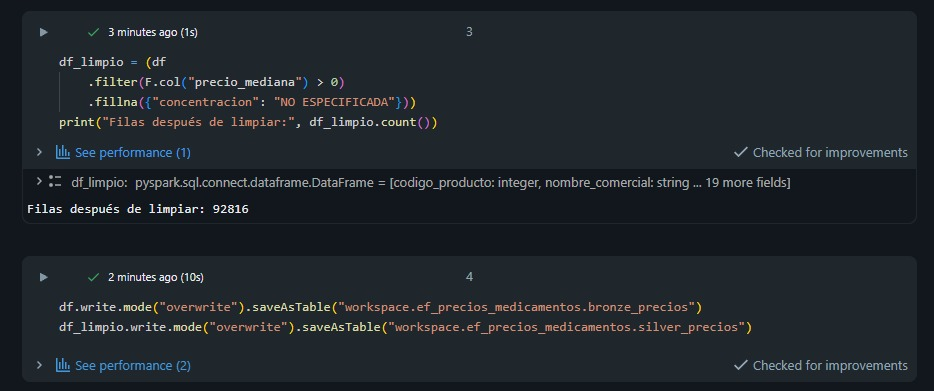 3 minutes ago (1s)
3
df_limpio = (df
.filter(F.col("precio_mediana") > 0)
.fillna({"concentracion": "NO ESPECIFICADA"}))
print("Filas después de limpiar:", df_limpio.count())
See performance (1)
Checked for improvements
df_limpio: pyspark.sql.connect.dataframe.DataFrame = [codigo_producto: integer, nombre_comercial: string ... 19 more fields]
Filas después de limpiar: 92816
2 minutes ago (10s)
4
df.write.mode("overwrite").saveAsTable("workspace.ef_precios_medicamentos.bronze_precios")
df_limpio.write.mode("overwrite").saveAsTable("workspace.ef_precios_medicamentos.silver_precios")
See performance (2)
Checked for improvements